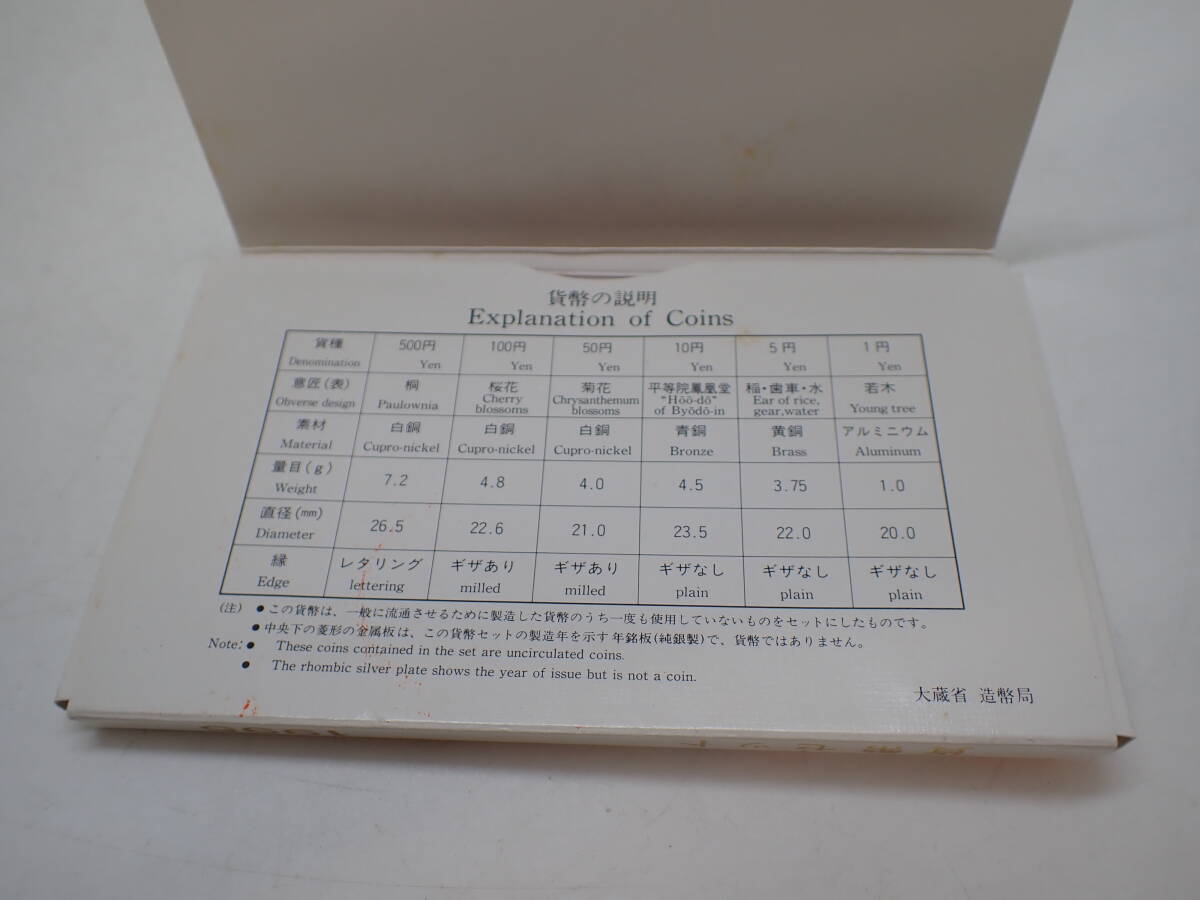 貨幣の説明
Explanation of Coins
貨種 500円 100円 50円 10円 5円 1円
Denomination Yen Yen Yen Yen Yen Yen
意匠(表) 桐 桜花 菊花 平等院鳳凰堂 稲・歯車・水 若木
Obverse design Paulownia Cherry blossoms Chrysanthemum blossoms "Hōō-dō" of Byōdō-in Ear of rice, gear,water Young tree
素材 白銅 白銅 白銅 青銅 黄銅 アルミニウム
Material Cupro-nickel Cupro-nickel Cupro-nickel Bronze Brass Aluminum
量目(g) 7.2 4.8 4.0 4.5 3.75 1.0
Weight
直径(mm) 26.5 22.6 21.0 23.5 22.0 20.0
Diameter
縁 レタリング ギザあり ギザあり ギザなし ギザなし ギザなし
Edge lettering milled milled plain plain plain
(注) ●この貨幣は、一般に流通させるために製造した貨幣のうち一度も使用していないものをセットにしたものです。
●中央下の菱形の金属板は、この貨幣セットの製造年を示す年銘板(純銀製)で、貨幣ではありません。
Note:● These coins contained in the set are uncirculated coins.
● The rhombic silver plate shows the year of issue but is not a coin.
大蔵省 造幣局
貨幣セット